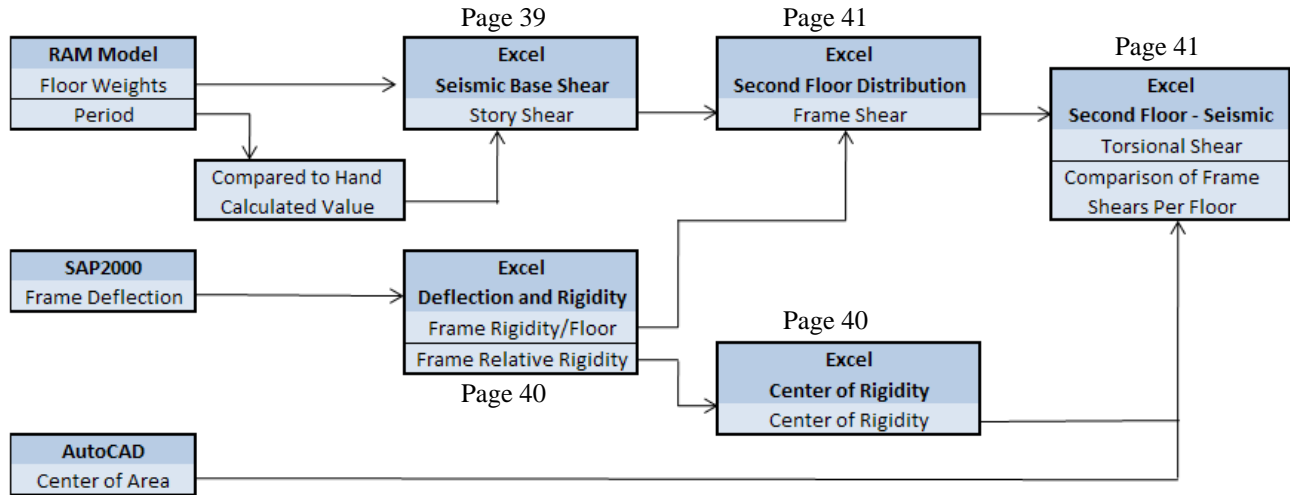 Page 39
Page 41
Page 41
RAM Model
Floor Weights
Period
Excel
Seismic Base Shear
Story Shear
Excel
Second Floor Distribution
Frame Shear
Excel
Second Floor - Seismic
Torsional Shear
Comparison of Frame
Shears Per Floor
Compared to Hand
Calculated Value
SAP2000
Frame Deflection
Excel
Deflection and Rigidity
Frame Rigidity/Floor
Frame Relative Rigidity
Page 40
Page 40
Excel
Center of Rigidity
Center of Rigidity
AutoCAD
Center of Area